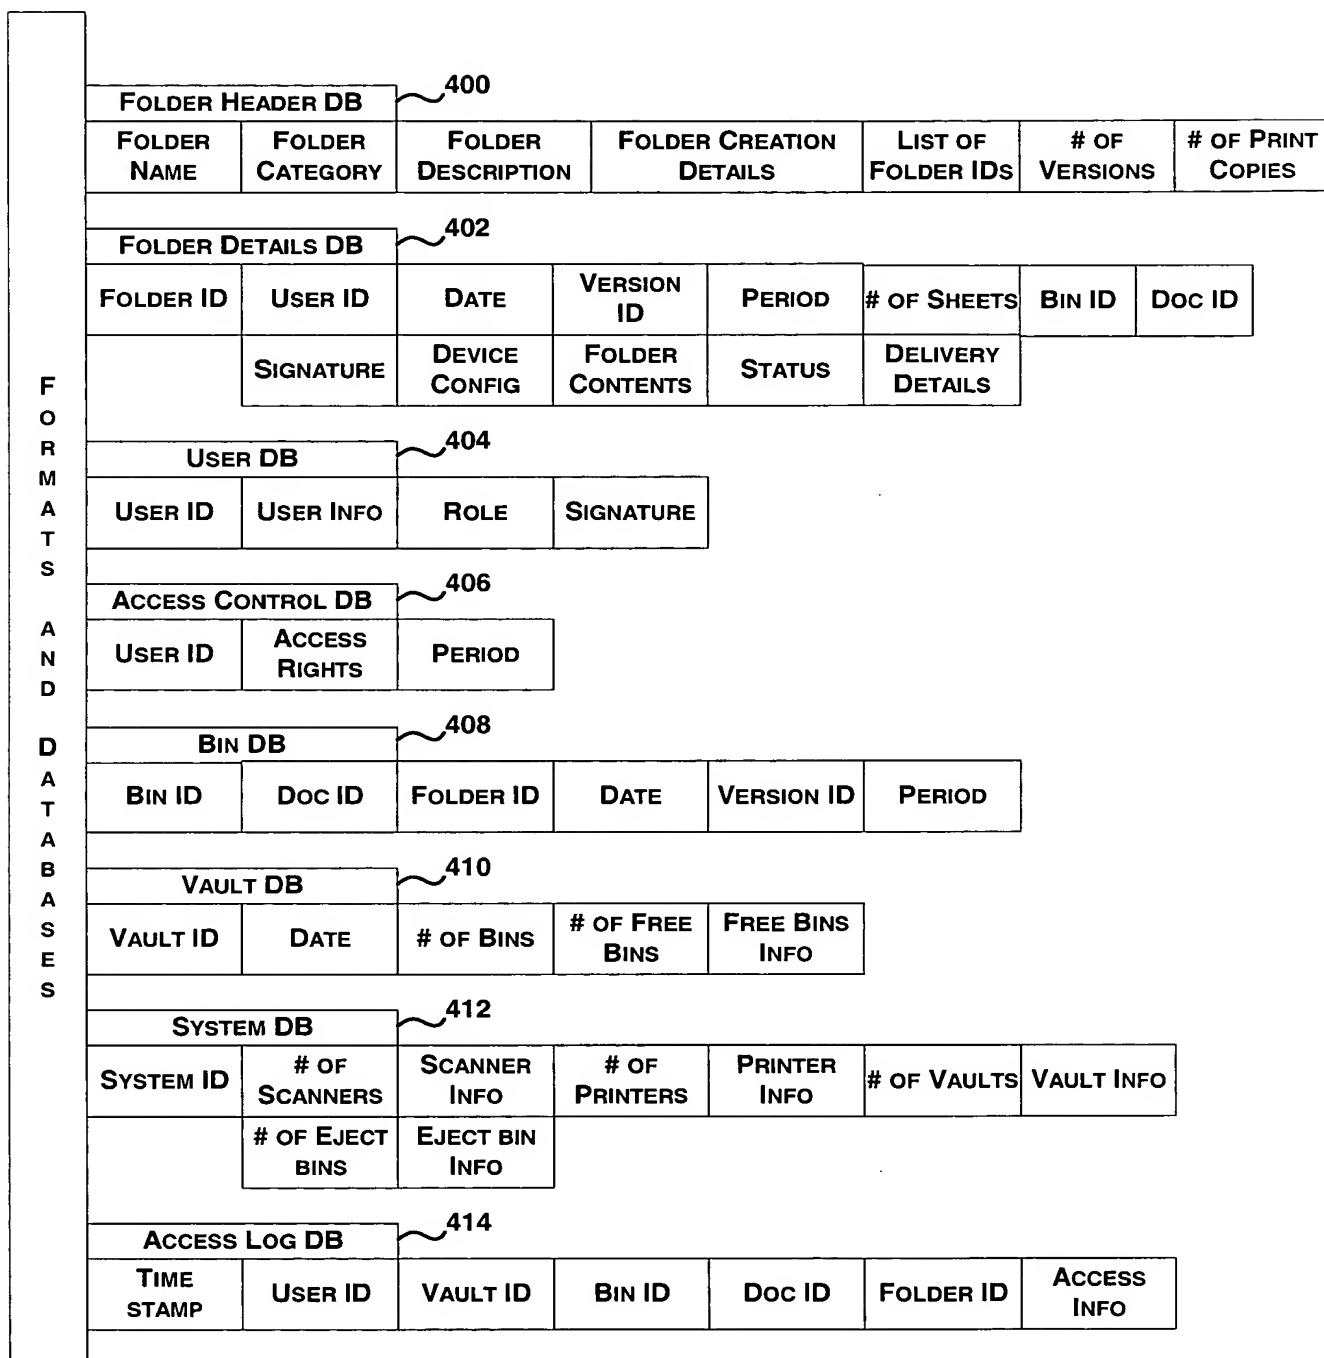 FORMATS AND DATABASES
FOLDER HEADER DB 400
FOLDER NAME
FOLDER CATEGORY
FOLDER DESCRIPTION
FOLDER CREATION DETAILS
LIST OF FOLDER IDS
# OF VERSIONS
# OF PRINT COPIES
FOLDER DETAILS DB 402
FOLDER ID
USER ID
DATE
VERSION ID
PERIOD
# OF SHEETS
BIN ID
DOC ID
SIGNATURE
DEVICE CONFIG
FOLDER CONTENTS
STATUS
DELIVERY DETAILS
USER DB 404
USER ID
USER INFO
ROLE
SIGNATURE
ACCESS CONTROL DB 406
USER ID
ACCESS RIGHTS
PERIOD
BIN DB 408
BIN ID
DOC ID
FOLDER ID
DATE
VERSION ID
PERIOD
VAULT DB 410
VAULT ID
DATE
# OF BINS
# OF FREE BINS
FREE BINS INFO
SYSTEM DB 412
SYSTEM ID
# OF SCANNERS
SCANNER INFO
# OF PRINTERS
PRINTER INFO
# OF VAULTS
VAULT INFO
# OF EJECT BINS
EJECT BIN INFO
ACCESS LOG DB 414
TIME STAMP
USER ID
VAULT ID
BIN ID
DOC ID
FOLDER ID
ACCESS INFO